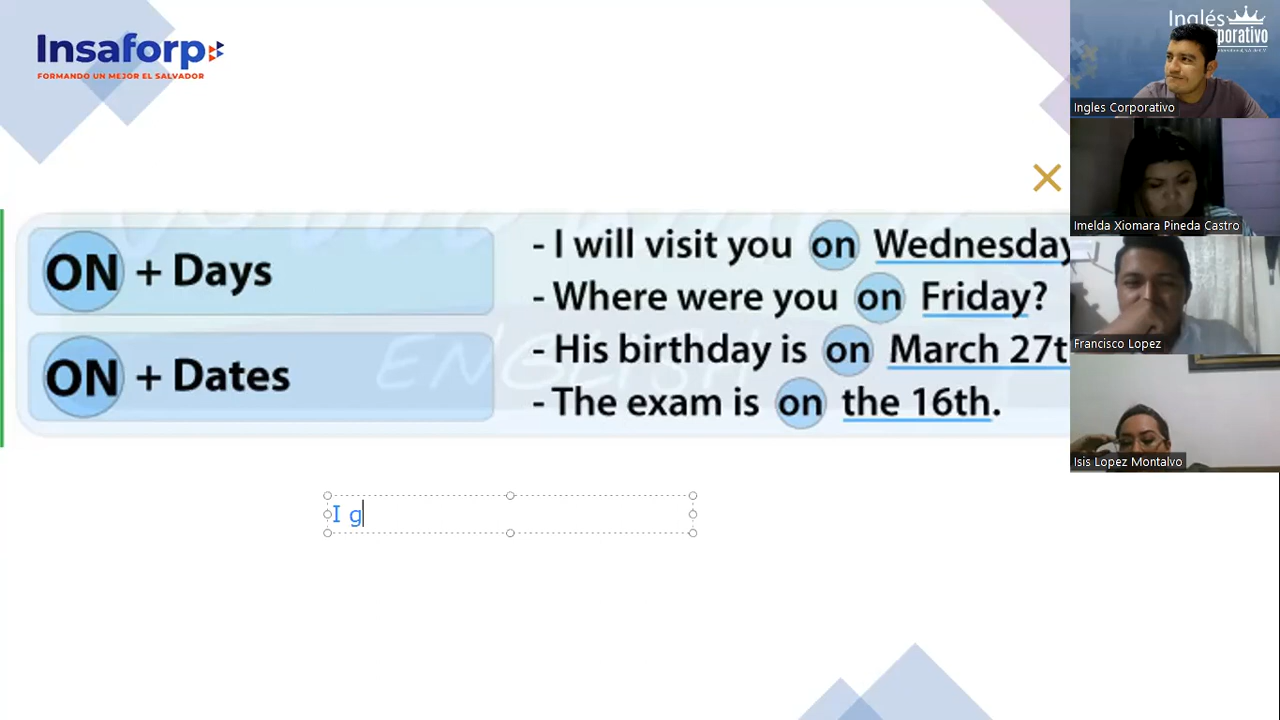 Insaforp
FORMANDO UN MEJOR EL SALVADOR
ON + Days
ON + Dates
- I will visit you on Wednesday
- Where were you on Friday?
- His birthday is on March 27t
- The exam is on the 16th.
ENGLISH
I g
Inglés
porativo
Ingles Corporativo
Imelda Xiomara Pineda Castro
Francisco Lopez
Isis Lopez Montalvo